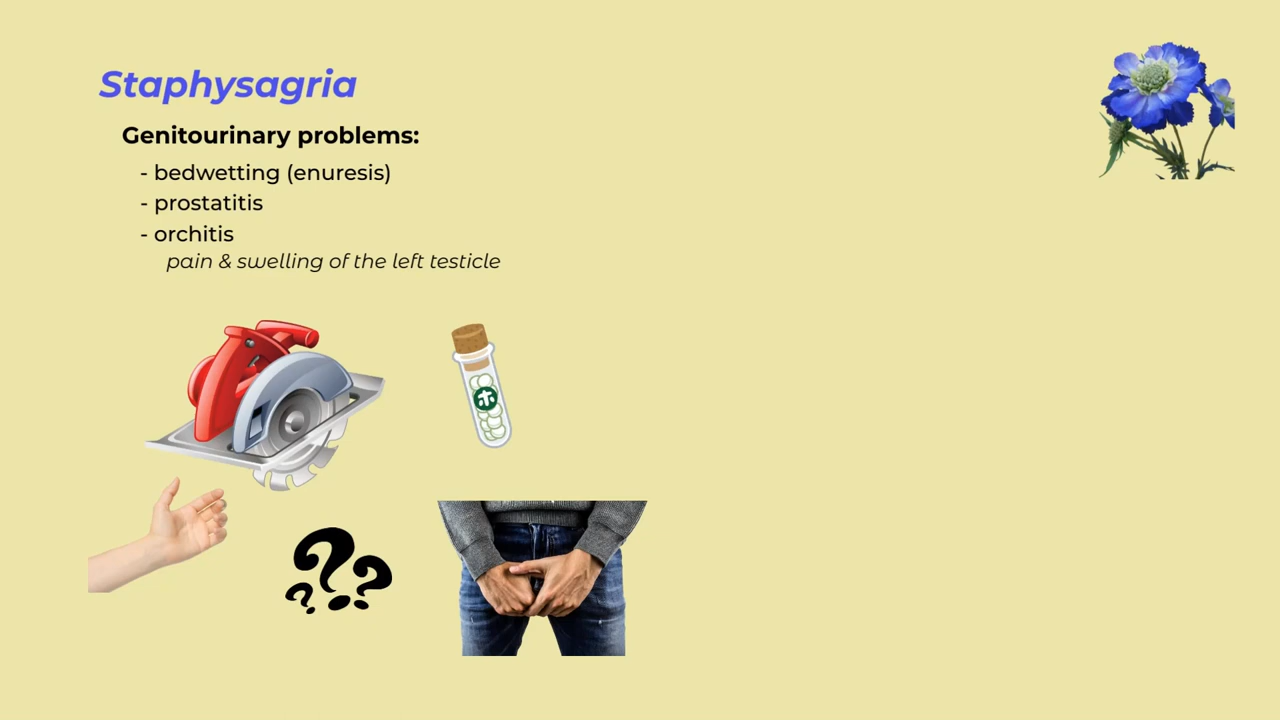 Staphysagria
Genitourinary problems:
- bedwetting (enuresis)
- prostatitis
- orchitis
pain & swelling of the left testicle